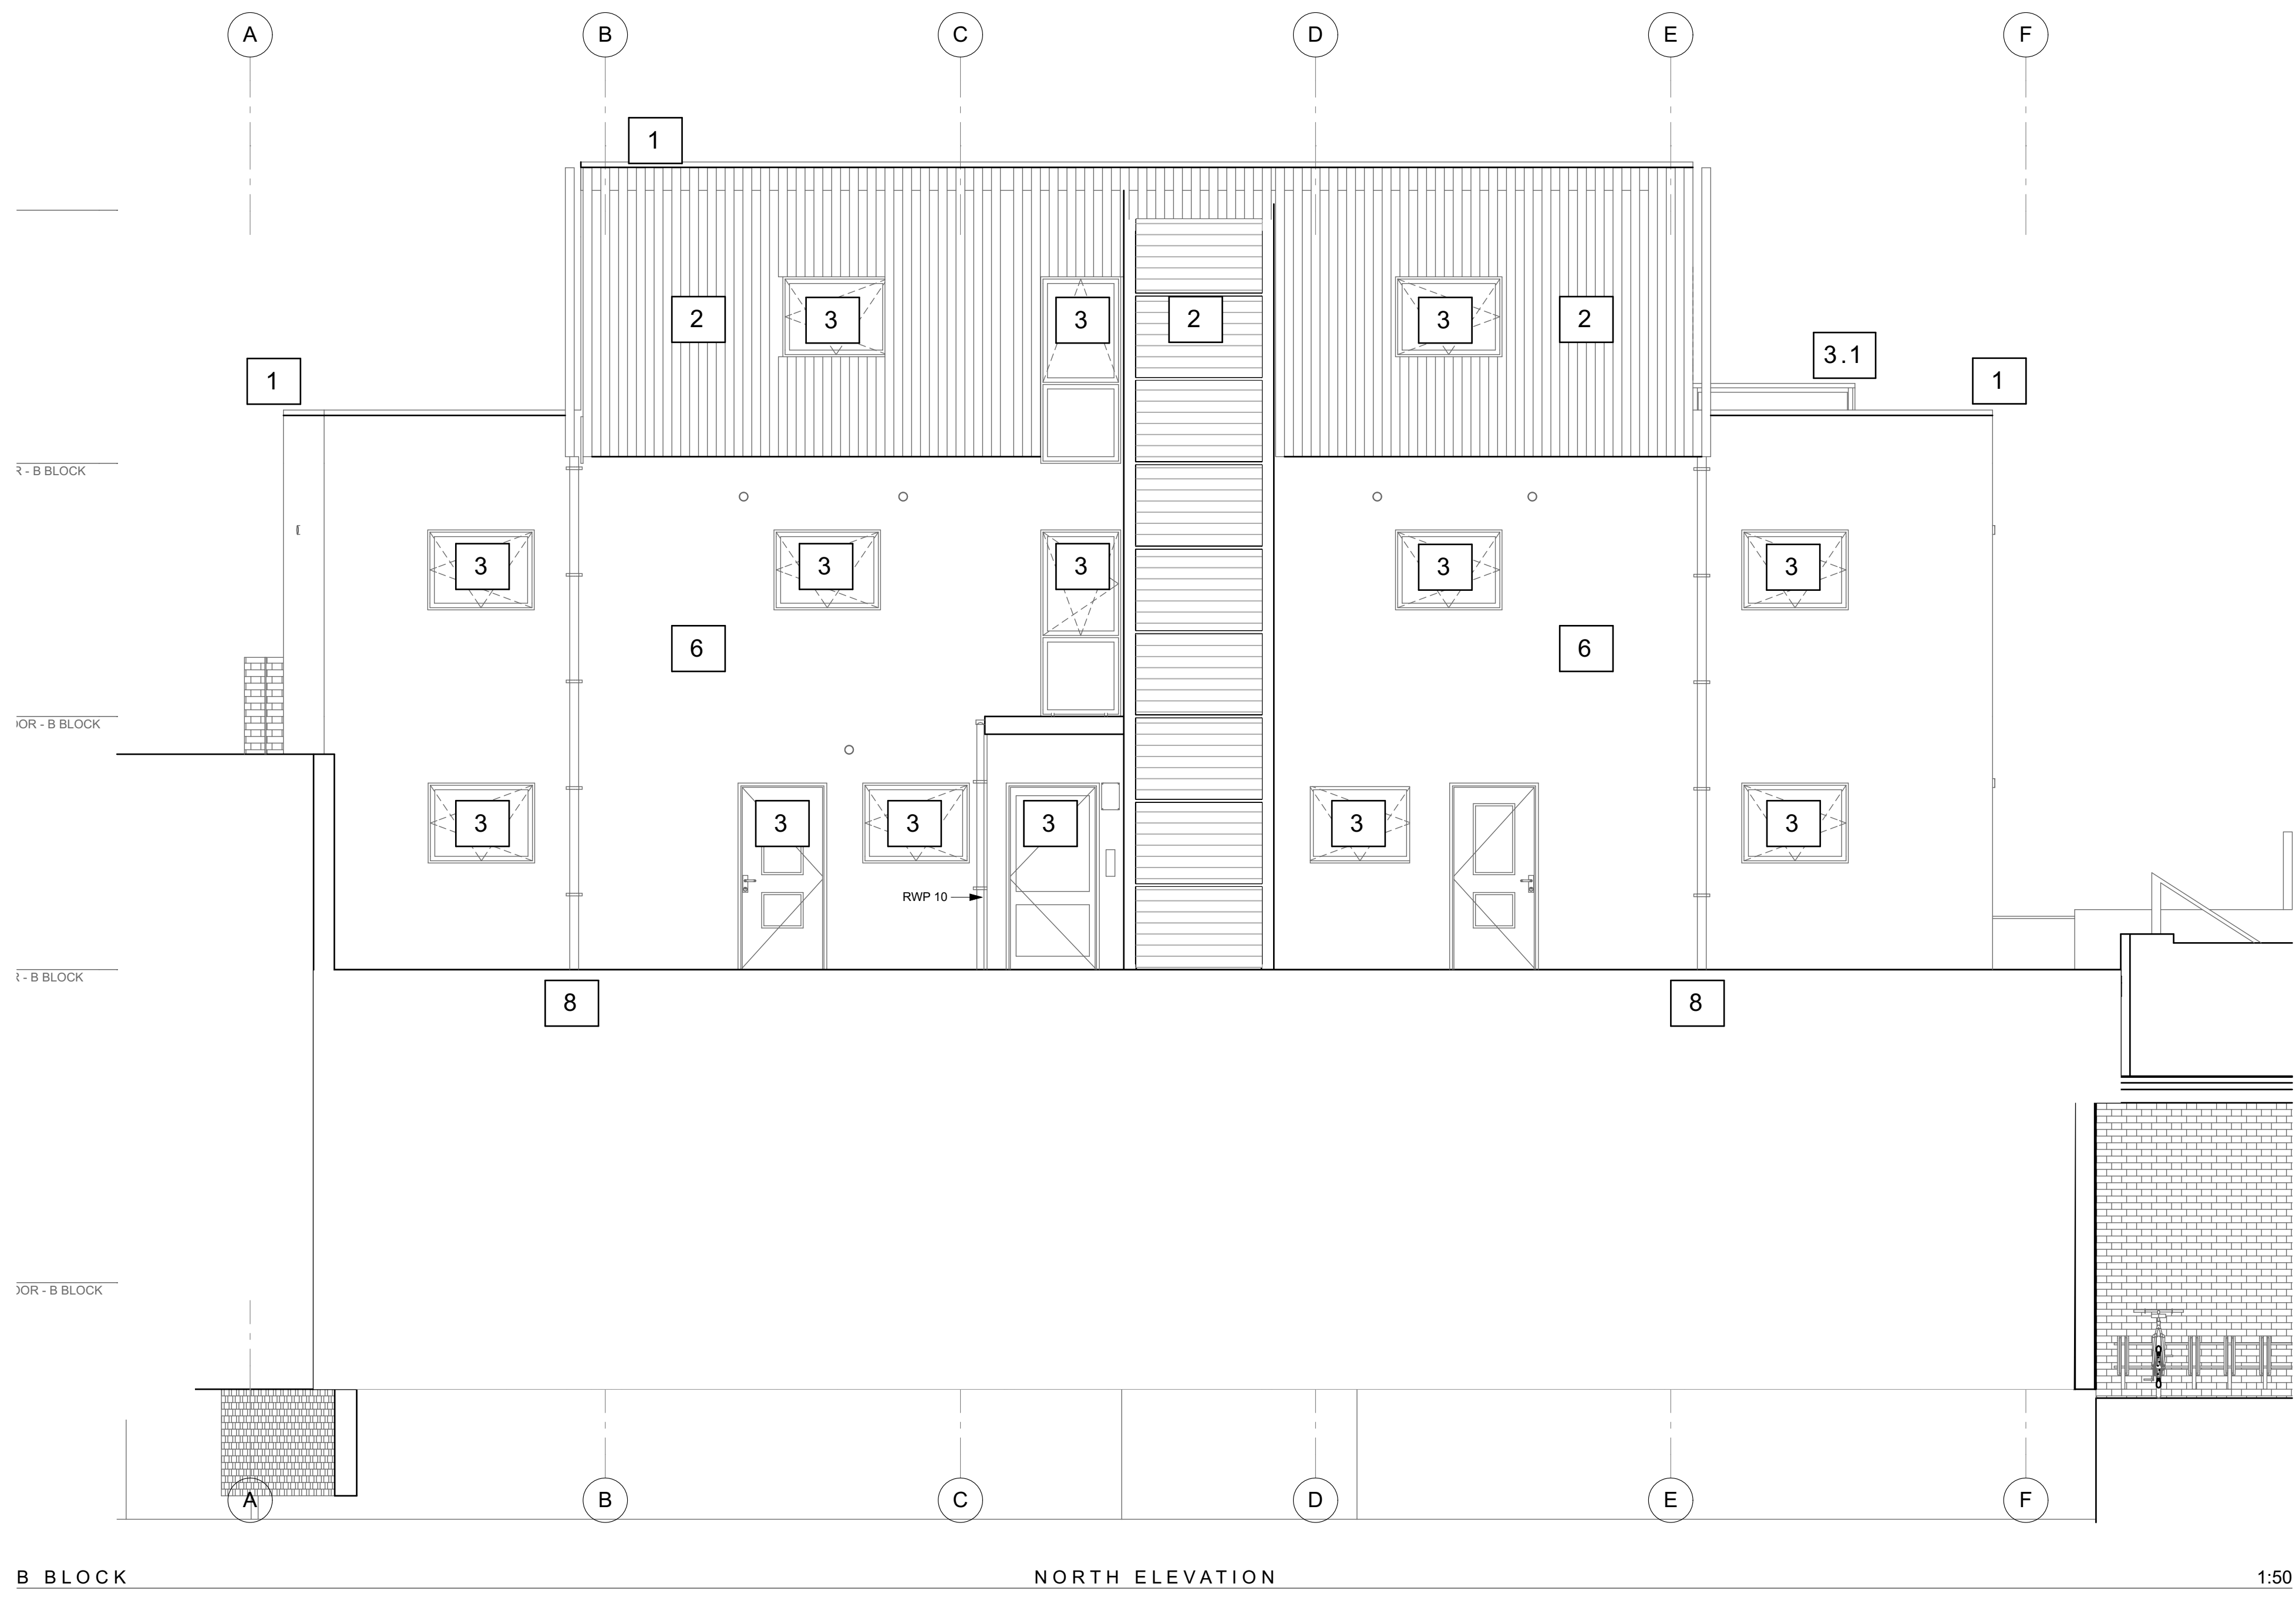 A B C D E F
1
2 3 3 2 3 2
3.1
1 1
R - B BLOCK
3 3 3 3 3
6 6
OOR - B BLOCK
3 3 3 3 3 3
RWP 10
R - B BLOCK
8 8
OOR - B BLOCK
A B C D E F
B BLOCK NORTH ELEVATION 1:50